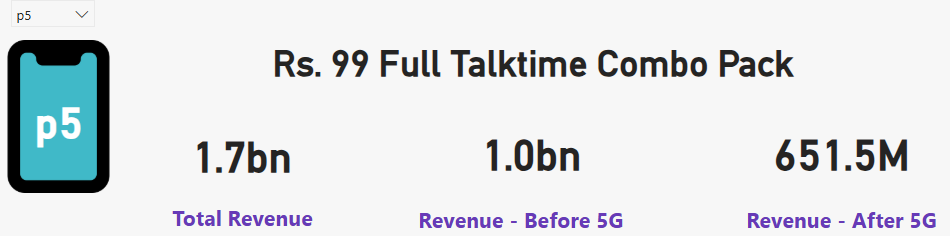 p5
Rs. 99 Full Talktime Combo Pack
p5
1.7bn
1.0bn
651.5M
Total Revenue
Revenue - Before 5G
Revenue - After 5G